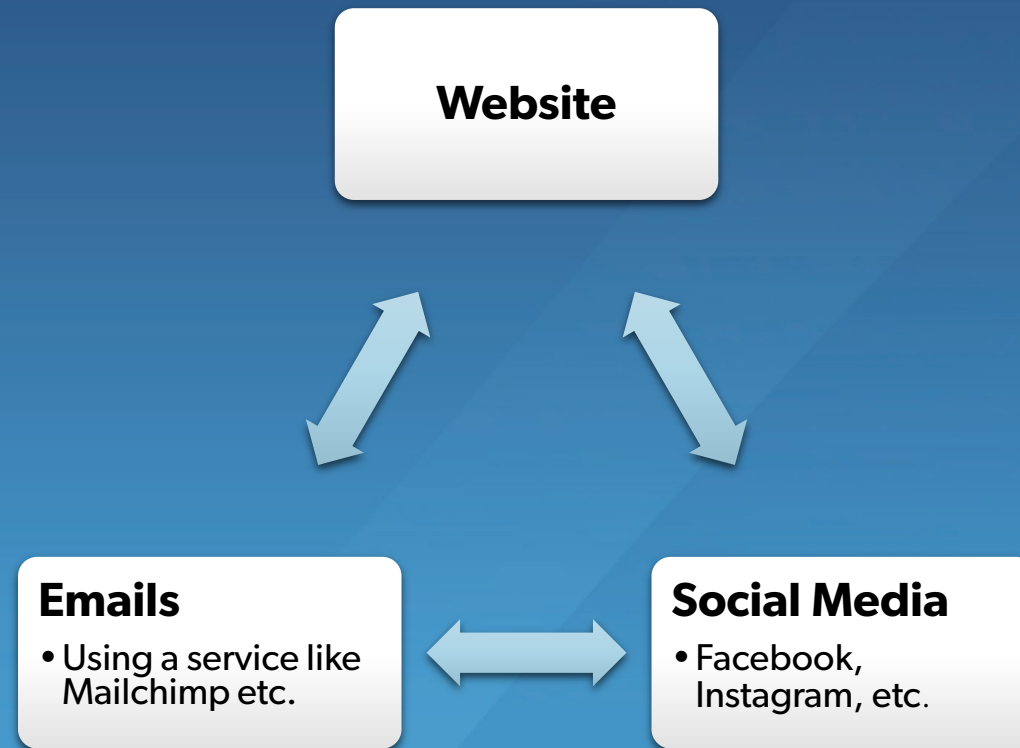 Website
Emails
• Using a service like
Mailchimp etc.
Social Media
• Facebook,
Instagram, etc.